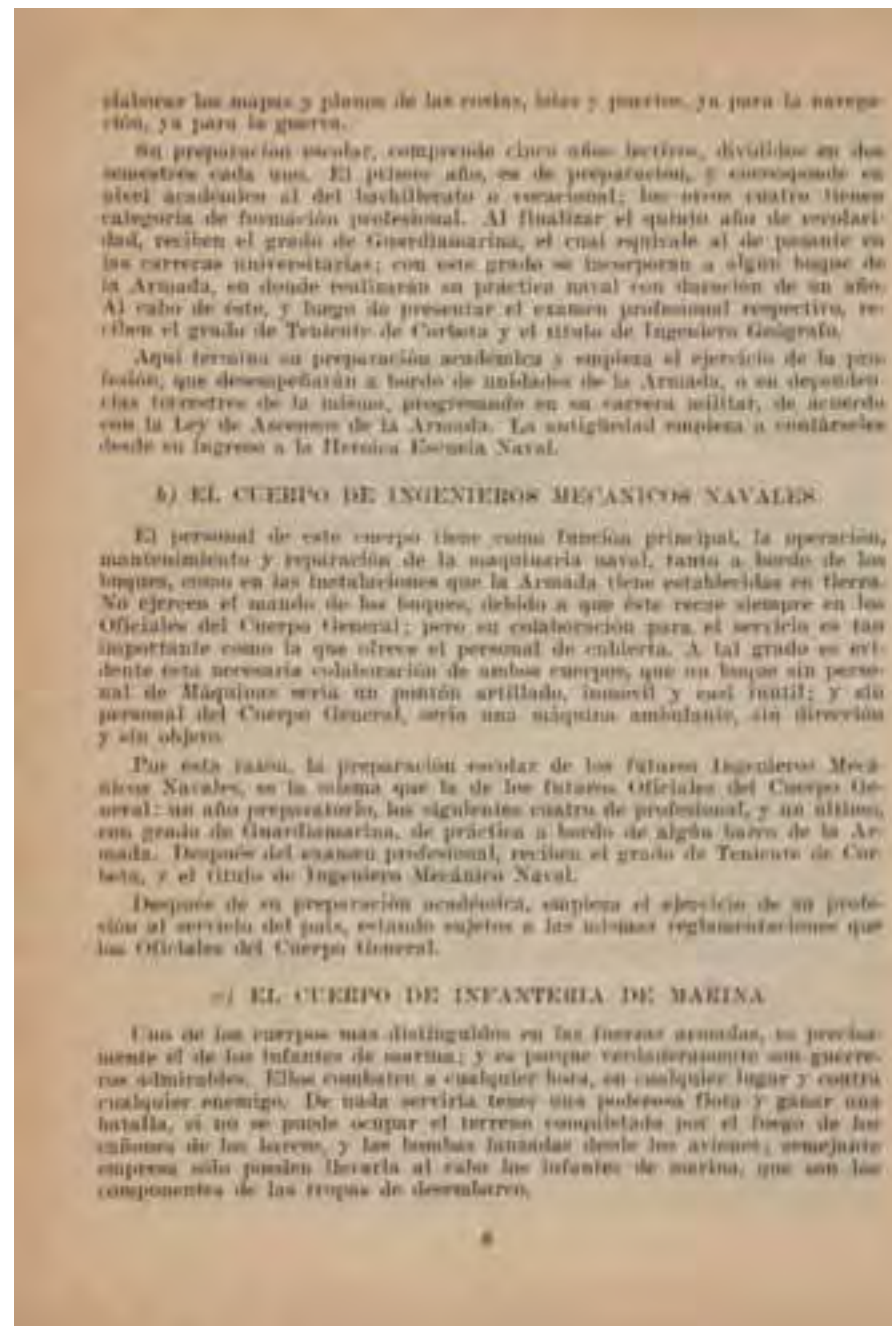 elaborar los mapas y planos de las costas, islas y puertos, ya para la navega-
ción, ya para la guerra.
Su preparación escolar, comprende cinco años lectivos, divididos en dos
semestres cada uno. El primer año, es de preparación, y corresponde en
nivel académico al del bachillerato o vocacional; los otros cuatro tienen
categoría de formación profesional. Al finalizar el quinto año de escolari-
dad, reciben el grado de Guardiamarina, el cual equivale al de pasante en
las carreras universitarias; con este grado se incorporan a algún buque de
la Armada, en donde realizarán su práctica naval con duración de un año.
Al cabo de éste, y luego de presentar el examen profesional respectivo, re-
ciben el grado de Teniente de Corbeta y el título de Ingeniero Geógrafo.
Aquí termina su preparación académica y empieza el ejercicio de la pro-
fesión, que desempeñarán a bordo de unidades de la Armada, o en dependen-
cias terrestres de la misma, progresando en su carrera militar, de acuerdo
con la Ley de Ascensos de la Armada. La antigüedad empieza a contárseles
desde su ingreso a la Heroica Escuela Naval.
b) EL CUERPO DE INGENIEROS MECANICOS NAVALES
El personal de este cuerpo tiene como función principal, la operación,
mantenimiento y reparación de la maquinaria naval, tanto a bordo de los
buques, como en las instalaciones que la Armada tiene establecidas en tierra.
No ejercen el mando de los buques, debido a que éste recae siempre en los
Oficiales del Cuerpo General; pero su colaboración para el servicio es tan
importante como la que ofrece el personal de cubierta. A tal grado es evi-
dente esta necesaria colaboración de ambos cuerpos, que un buque sin perso-
nal de Máquinas sería un pontón artillado, inmóvil y casi inútil; y sin
personal del Cuerpo General, sería una máquina ambulante, sin dirección
y sin objeto.
Por esta razón, la preparación escolar de los futuros Ingenieros Mecá-
nicos Navales, es la misma que la de los futuros Oficiales del Cuerpo Ge-
neral: un año preparatorio, los siguientes cuatro de profesional, y un último,
con grado de Guardiamarina, de práctica a bordo de algún barco de la Ar-
mada. Después del examen profesional, reciben el grado de Teniente de Cor-
beta, y el título de Ingeniero Mecánico Naval.
Después de su preparación académica, empieza el ejercicio de su profe-
sión al servicio del país, estando sujetos a las mismas reglamentaciones que
los Oficiales del Cuerpo General.
c) EL CUERPO DE INFANTERIA DE MARINA
Uno de los cuerpos más distinguidos en las fuerzas armadas, es precisa-
mente el de los infantes de marina; y es porque verdaderamente son guerre-
ros admirables. Ellos combaten a cualquier hora, en cualquier lugar y contra
cualquier enemigo. De nada serviría tener una poderosa flota y ganar una
batalla, si no se puede ocupar el terreno conquistado por el fuego de los
cañones de los barcos, y las bombas lanzadas desde los aviones; semejante
empresa sólo pueden llevarla al cabo los infantes de marina, que son los
componentes de las tropas de desembarco.